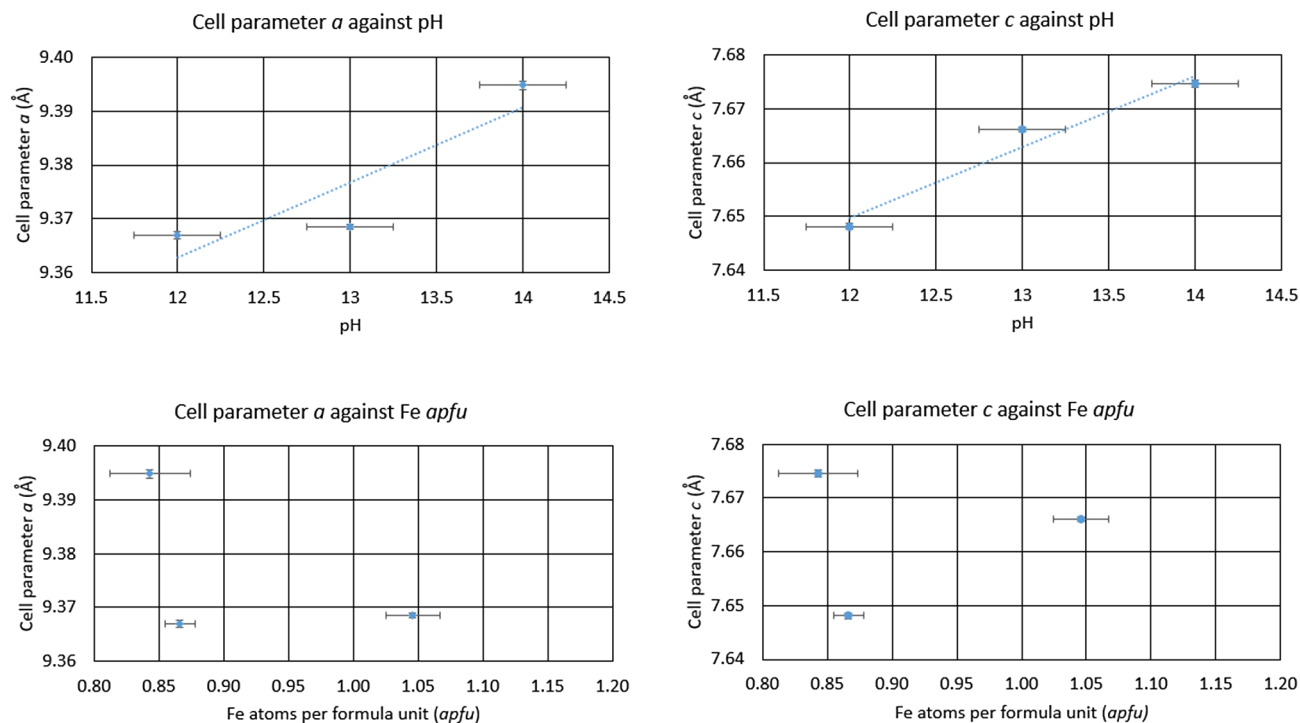 Cell parameter a against pH
9.40
9.39
9.38
9.37
9.36
Cell parameter a (Å)
11.5 12 12.5 13 13.5 14 14.5
pH
Cell parameter c against pH
7.68
7.67
7.66
7.65
7.64
Cell parameter c (Å)
11.5 12 12.5 13 13.5 14 14.5
pH
Cell parameter a against Fe apfu
9.40
9.39
9.38
9.37
9.36
Cell parameter a (Å)
0.80 0.85 0.90 0.95 1.00 1.05 1.10 1.15 1.20
Fe atoms per formula unit (apfu)
Cell parameter c against Fe apfu
7.68
7.67
7.66
7.65
7.64
Cell parameter c (Å)
0.80 0.85 0.90 0.95 1.00 1.05 1.10 1.15 1.20
Fe atoms per formula unit (apfu)